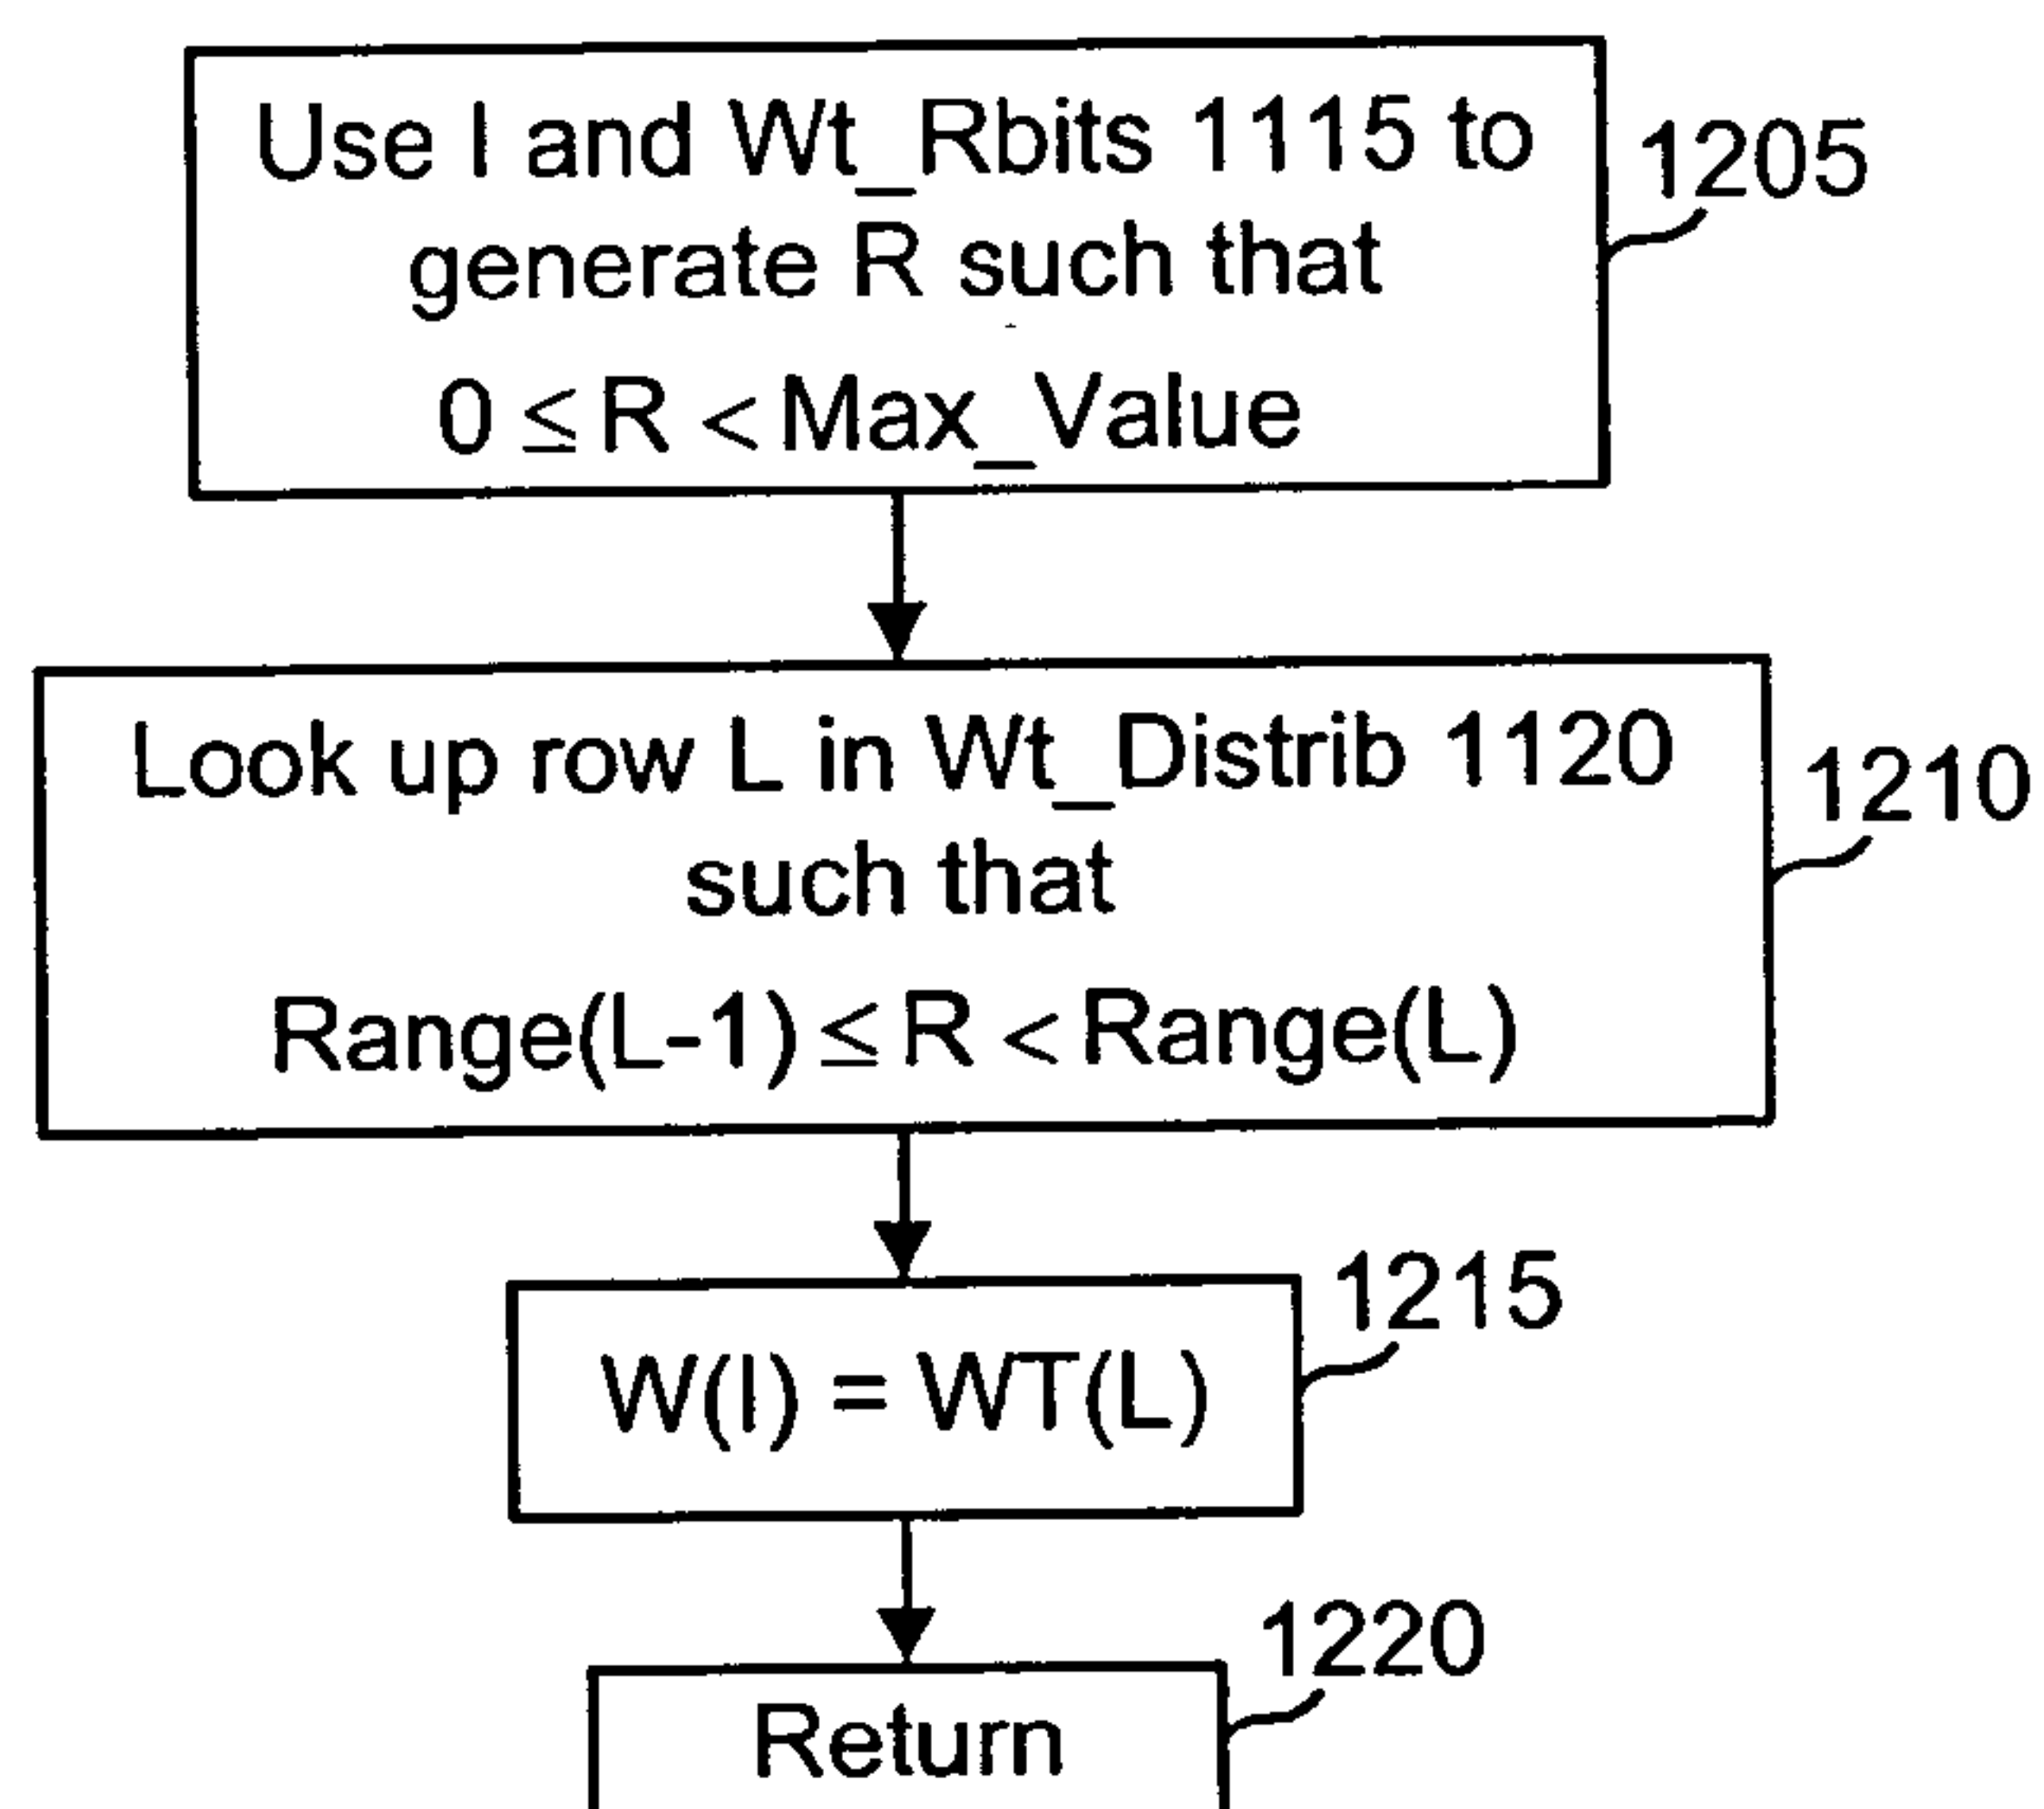 Use I and Wt_Rbits 1115 to
generate R such that
0 ≤ R < Max_Value
1205
Look up row L in Wt_Distrib 1120
such that
Range(L-1) ≤ R < Range(L)
1210
W(I) = WT(L)
1215
Return
1220